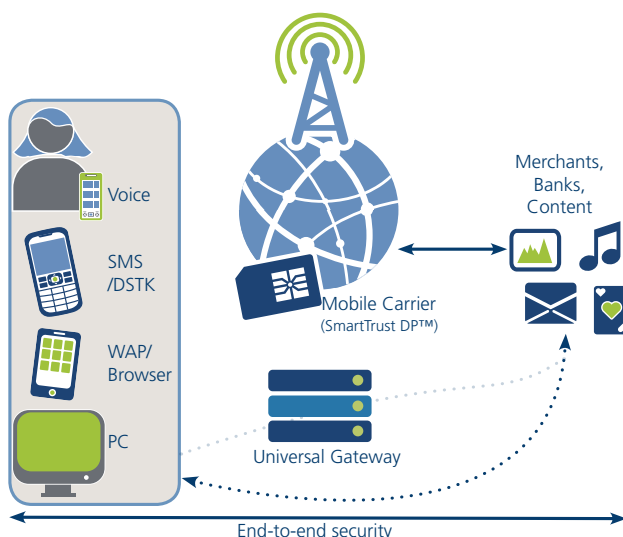 Voice
SMS
/DSTK
WAP/
Browser
PC
Mobile Carrier
(SmartTrust DP™)
Merchants,
Banks,
Content
Universal Gateway
End-to-end security